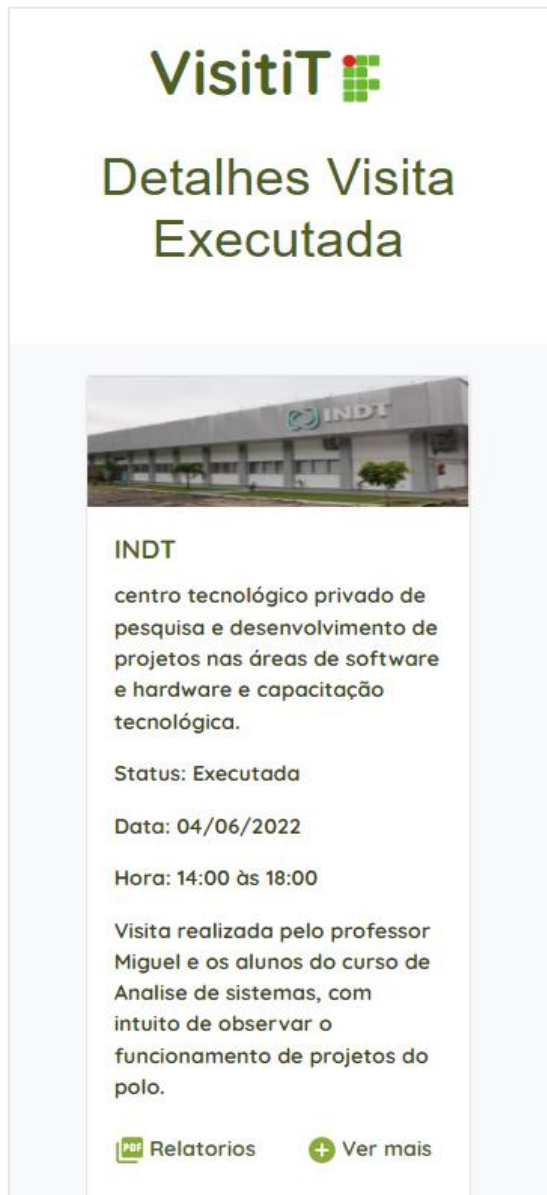 VisitiT
Detalhes Visita
Executada
INDT
INDT
centro tecnológico privado de
pesquisa e desenvolvimento de
projetos nas áreas de software
e hardware e capacitação
tecnológica.
Status: Executada
Data: 04/06/2022
Hora: 14:00 às 18:00
Visita realizada pelo professor
Miguel e os alunos do curso de
Analise de sistemas, com
intuito de observar o
funcionamento de projetos do
polo.
PDF Relatorios Ver mais